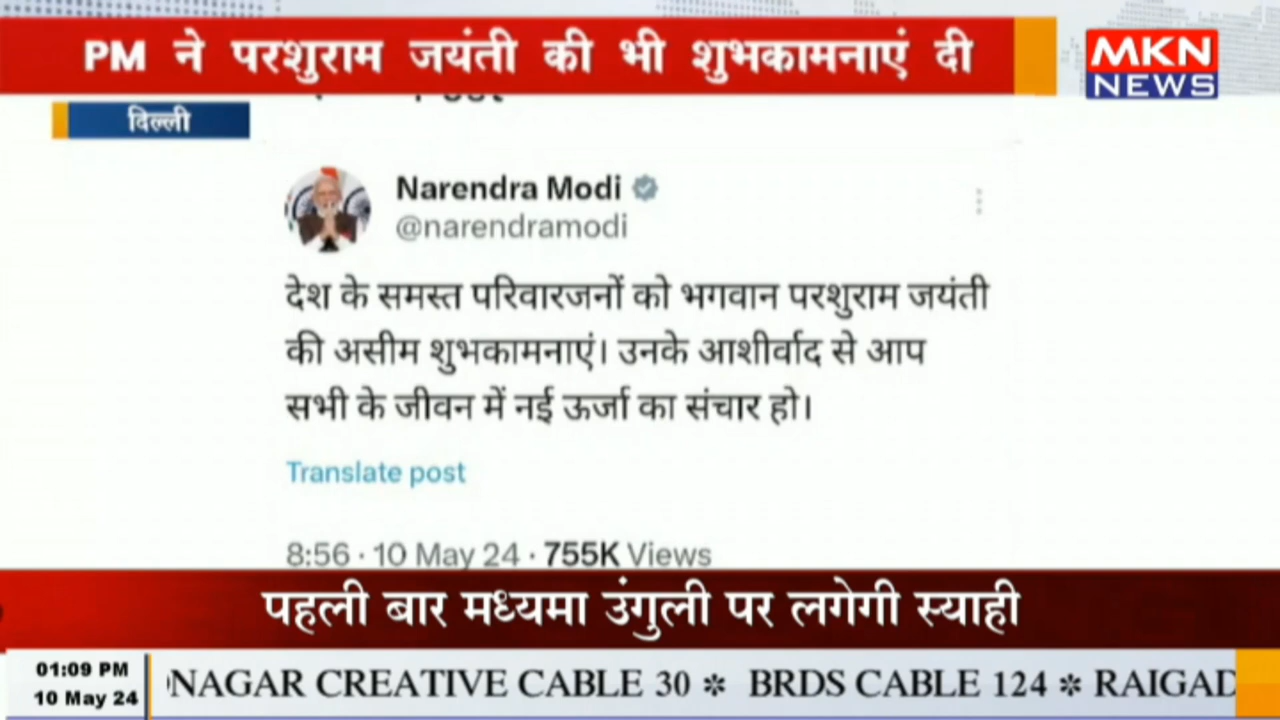 PM ने परशुराम जयंती की भी शुभकामनाएं दी
MKN
NEWS
दिल्ली
Narendra Modi
@narendramodi
देश के समस्त परिवारजनों को भगवान परशुराम जयंती
की असीम शुभकामनाएं। उनके आशीर्वाद से आप
सभी के जीवन में नई ऊर्जा का संचार हो।
Translate post
8:56 · 10 May 24 · 755K Views
पहली बार मध्यमा उंगुली पर लगेगी स्याही
01:09 PM
10 May 24
NAGAR CREATIVE CABLE 30 * BRDS CABLE 124 * RAIGAD